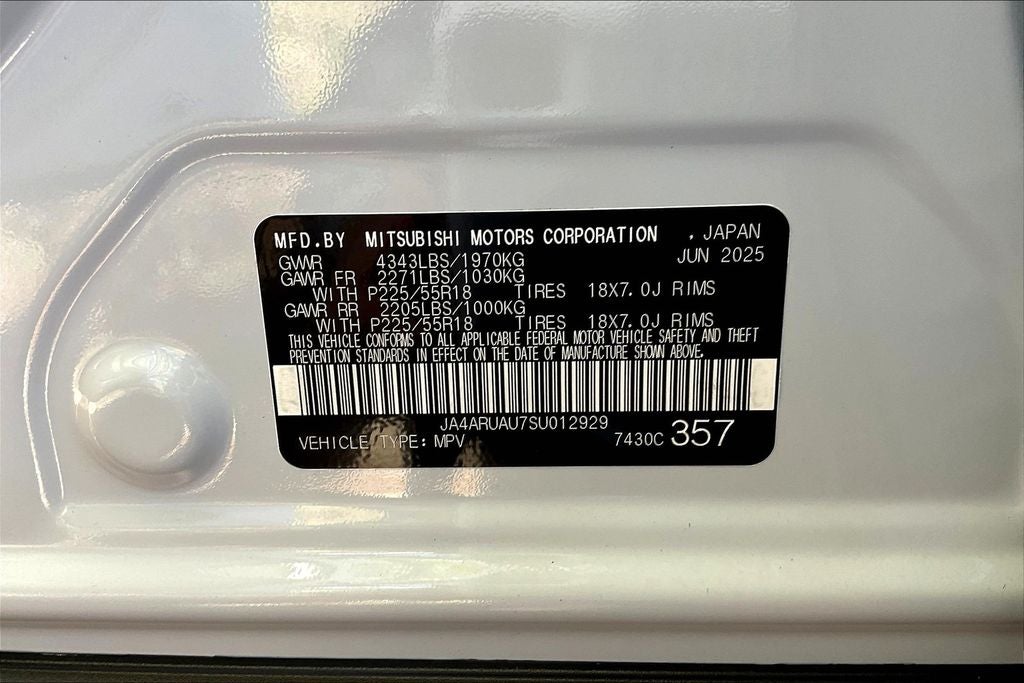 MFD.BY MITSUBISHI MOTORS CORPORATION , JAPAN
GVWR 4343LBS/1970KG JUN 2025
GAWR FR 2271LBS/1030KG
WITH P225/55R18 TIRES 18X7.0J RIMS
GAWR RR 2205LBS/1000KG
WITH P225/55R18 TIRES 18X7.0J RIMS
THIS VEHICLE CONFORMS TO ALL APPLICABLE FEDERAL MOTOR VEHICLE SAFETY AND THEFT
PREVENTION STANDARDS IN EFFECT ON THE DATE OF MANUFACTURE SHOWN ABOVE.
JA4ARUAU7SU012929
VEHICLE TYPE: MPV 7430C 357